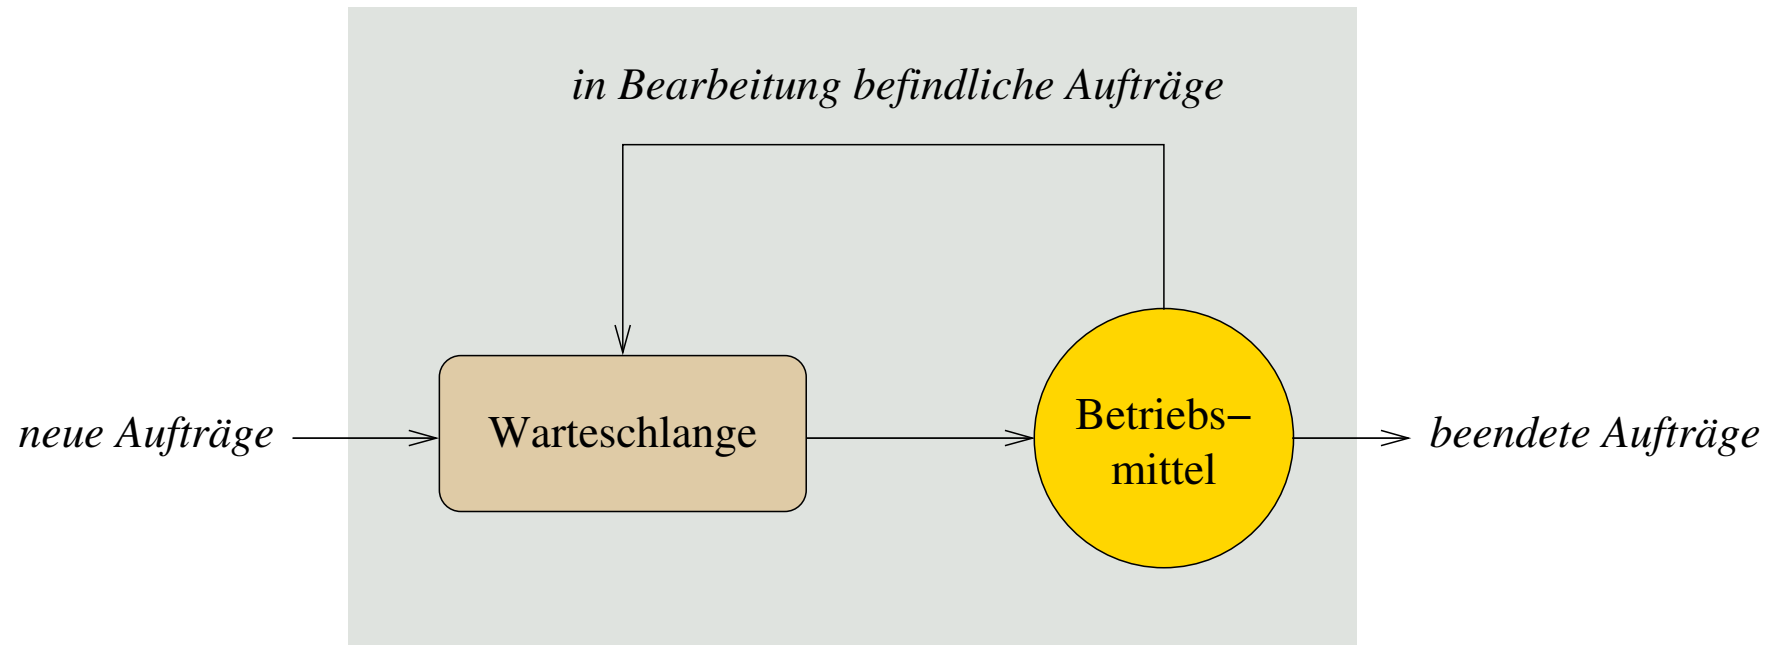 in Bearbeitung befindliche Aufträge
neue Aufträge
Warteschlange
Betriebs−
mittel
beendete Aufträge